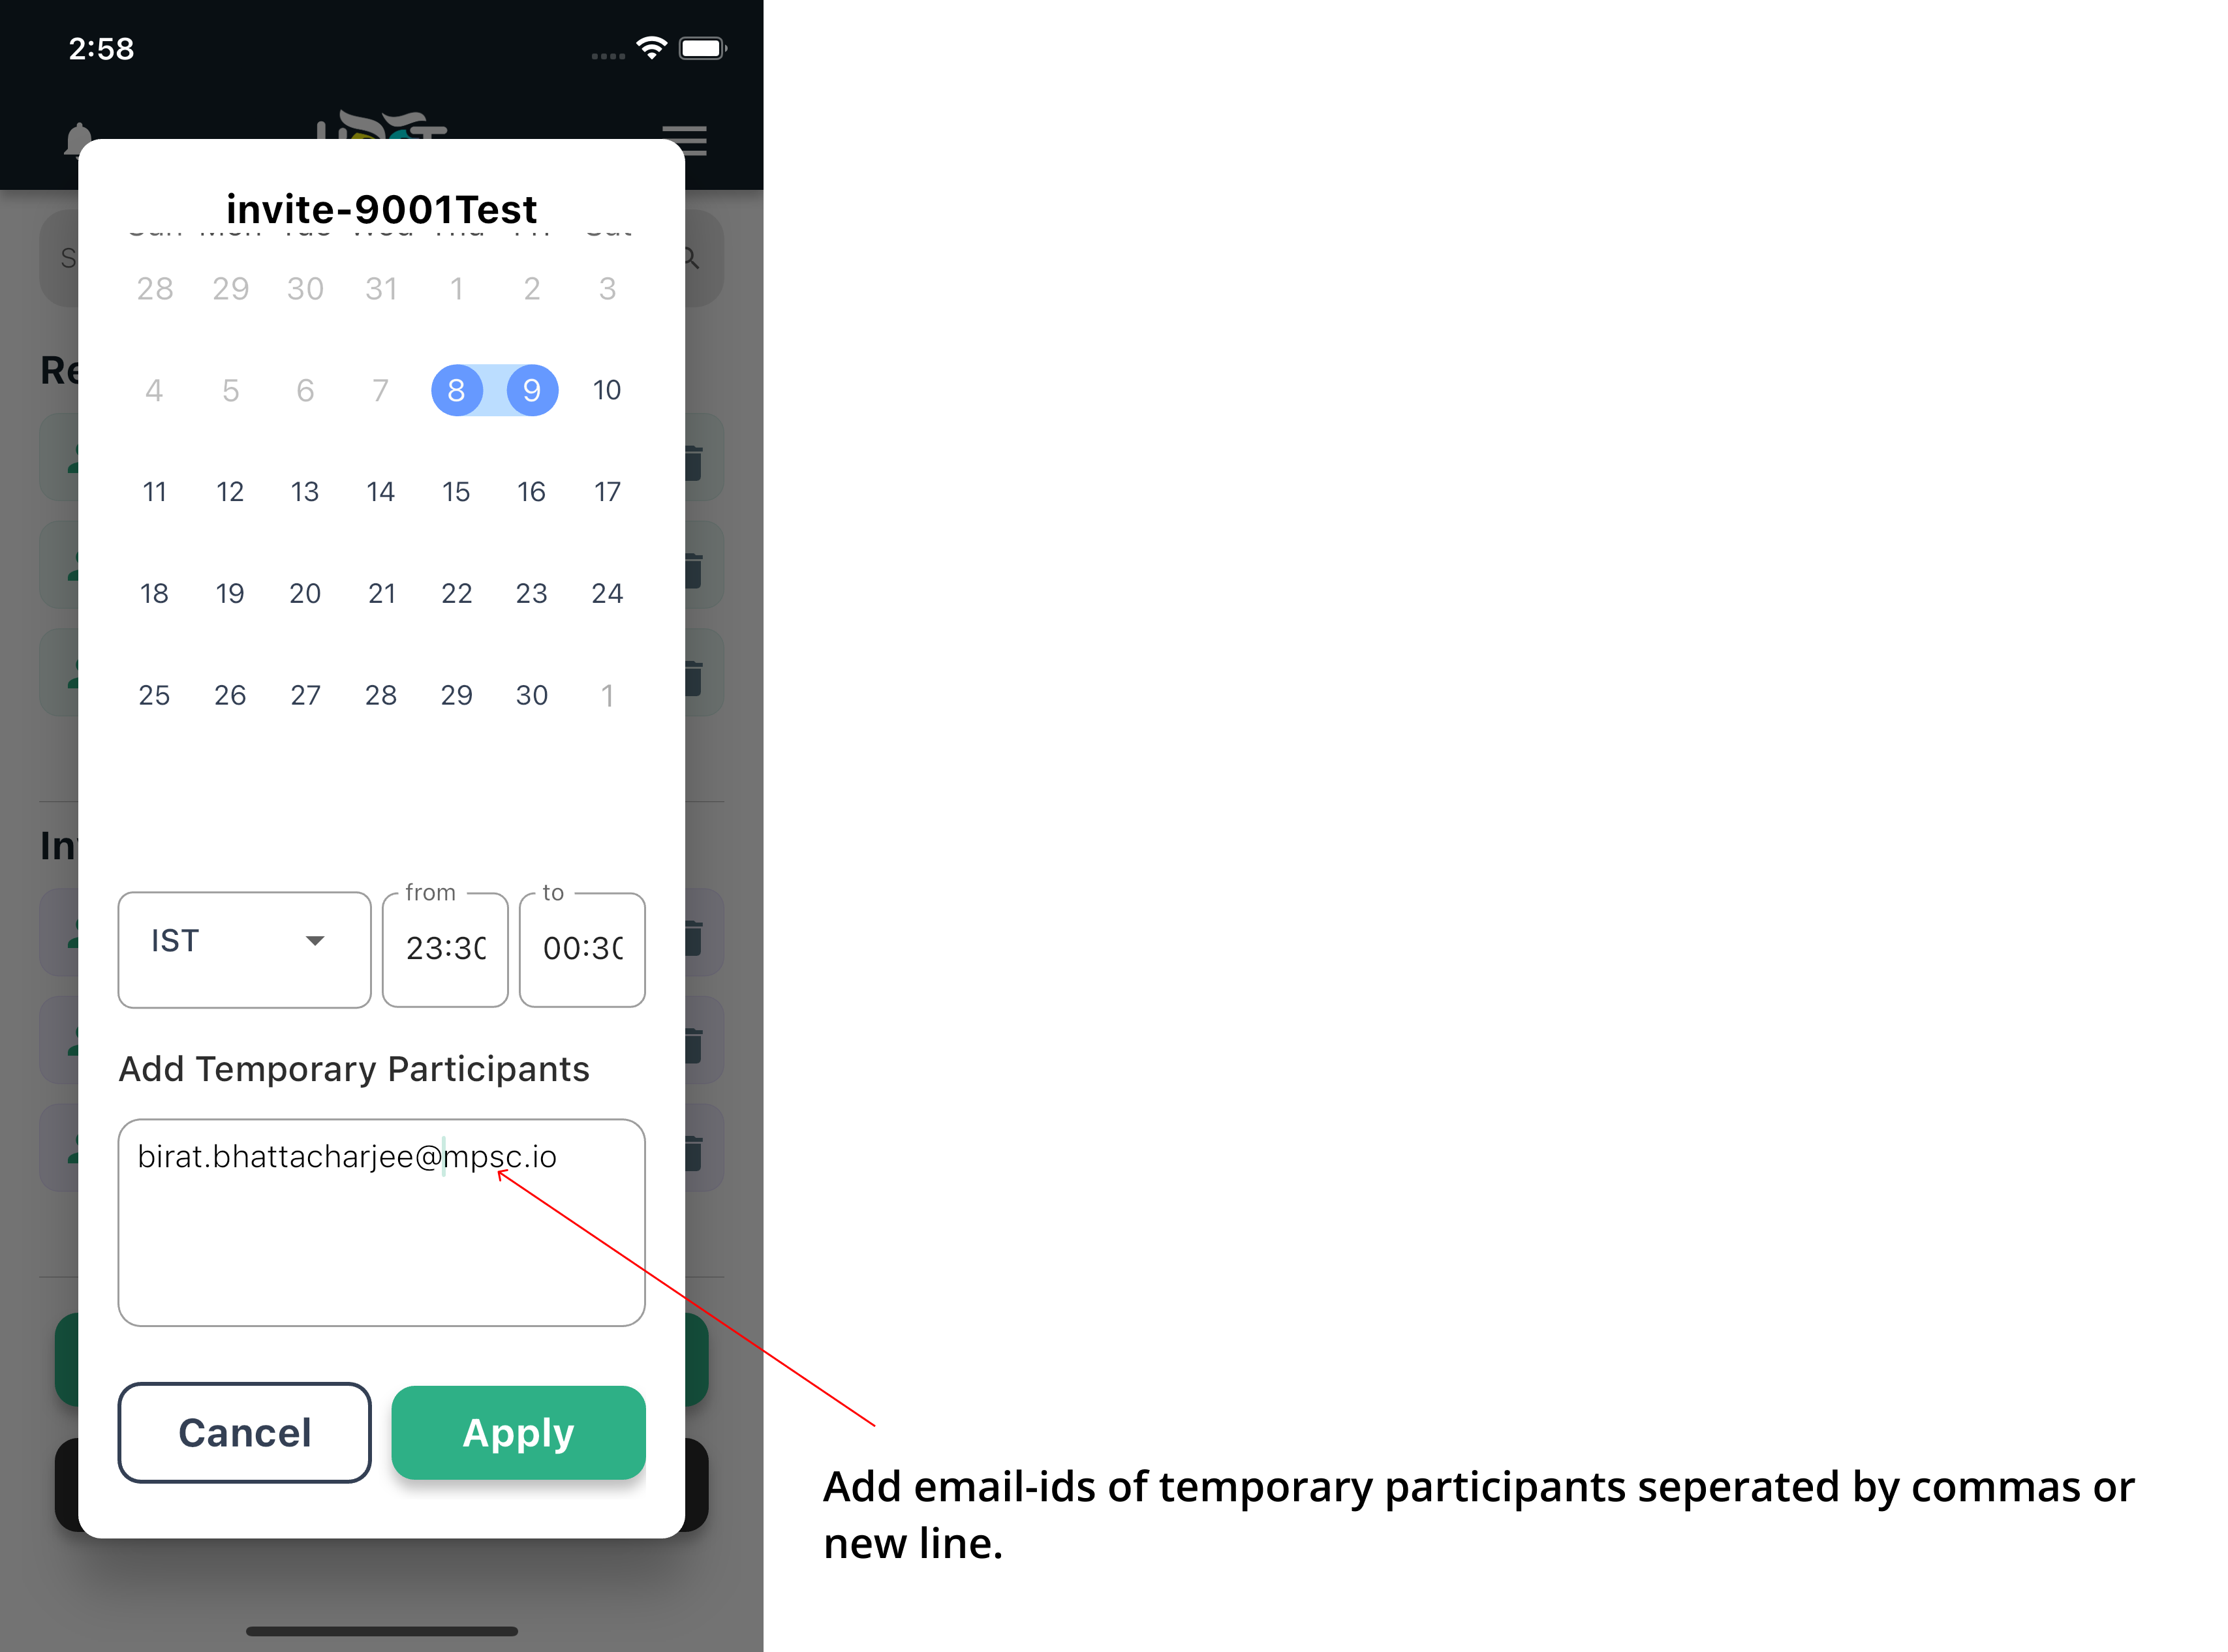 2:58
invite-9001Test
Sun Mon Tue Wed Thu Fri Sat
28 29 30 31 1 2 3
4 5 6 7 8 9 10
11 12 13 14 15 16 17
18 19 20 21 22 23 24
25 26 27 28 29 30 1
from to
IST 23:30 00:30
Add Temporary Participants
birat.bhattacharjee@mpsc.io
Cancel Apply
Add email-ids of temporary participants seperated by commas or
new line.